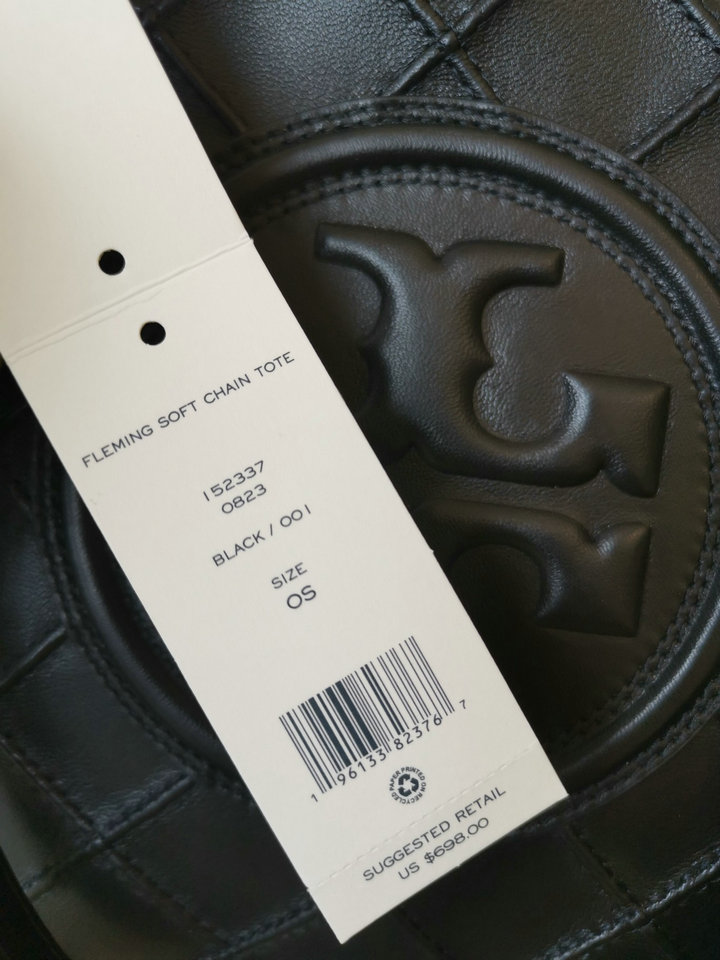 FLEMING SOFT CHAIN TOTE
152337
0823
BLACK / 001
SIZE
OS
1 96133 82376 7
PAPER PRINTED ON RECYCLED
SUGGESTED RETAIL
US $698.00